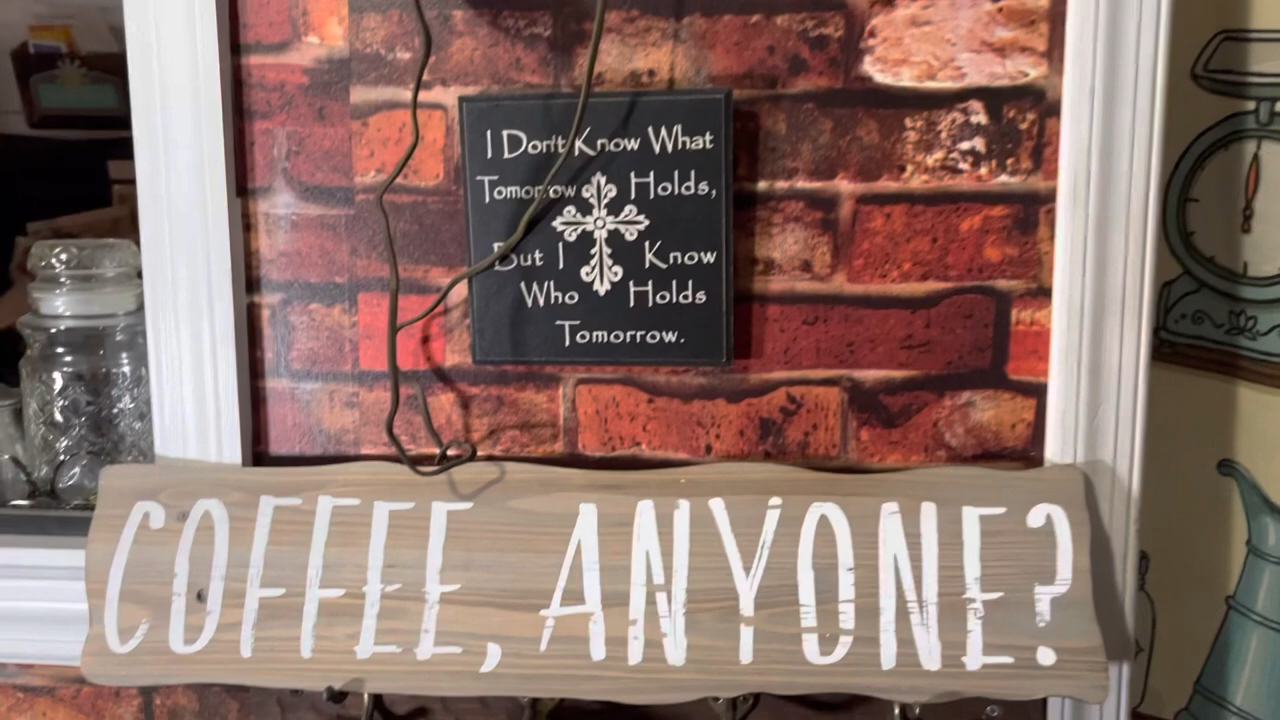 I Don't Know What
Tomorrow Holds,
But I Know
Who Holds
Tomorrow.
COFFEE, ANYONE?